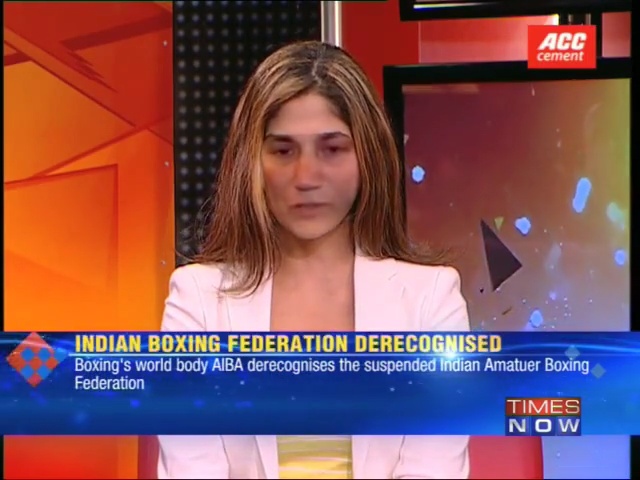 ACC
cement
INDIAN BOXING FEDERATION DERECOGNISED
Boxing's world body AIBA derecognises the suspended Indian Amatuer Boxing
Federation
TIMES
NOW